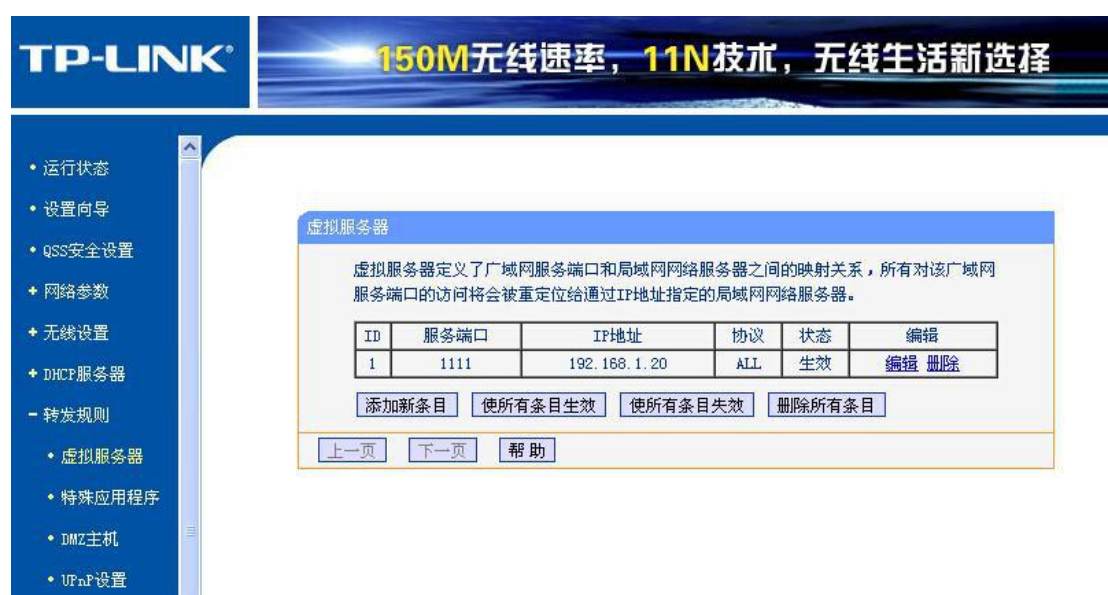 TP-LINK®
150M无线速率，11N技术，无线生活新选择
• 运行状态
• 设置向导
• QSS安全设置
+ 网络参数
+ 无线设置
+ DHCP服务器
- 转发规则
• 虚拟服务器
• 特殊应用程序
• DMZ主机
• UPnP设置
虚拟服务器
虚拟服务器定义了广域网服务端口和局域网网络服务器之间的映射关系，所有对该广域网
服务端口的访问将会被重定位给通过IP地址指定的局域网网络服务器。
ID 服务端口 IP地址 协议 状态 编辑
1 1111 192.168.1.20 ALL 生效 编辑 删除
添加新条目 使所有条目生效 使所有条目失效 删除所有条目
上一页 下一页 帮助